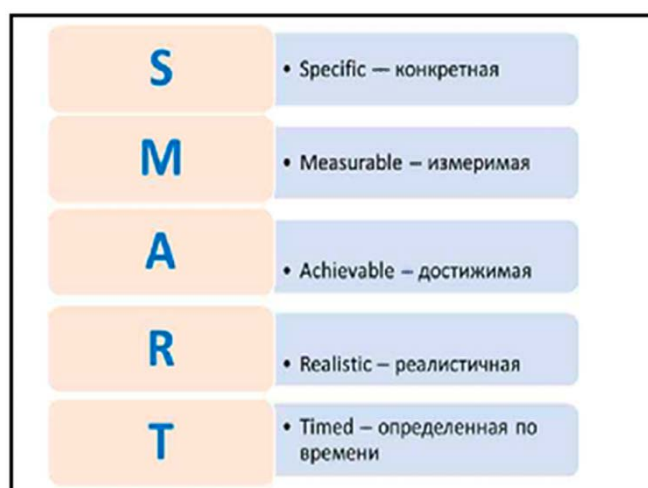 S
• Specific — конкретная
M
• Measurable – измеримая
A
• Achievable – достижимая
R
• Realistic – реалистичная
T
• Timed – определенная по
времени